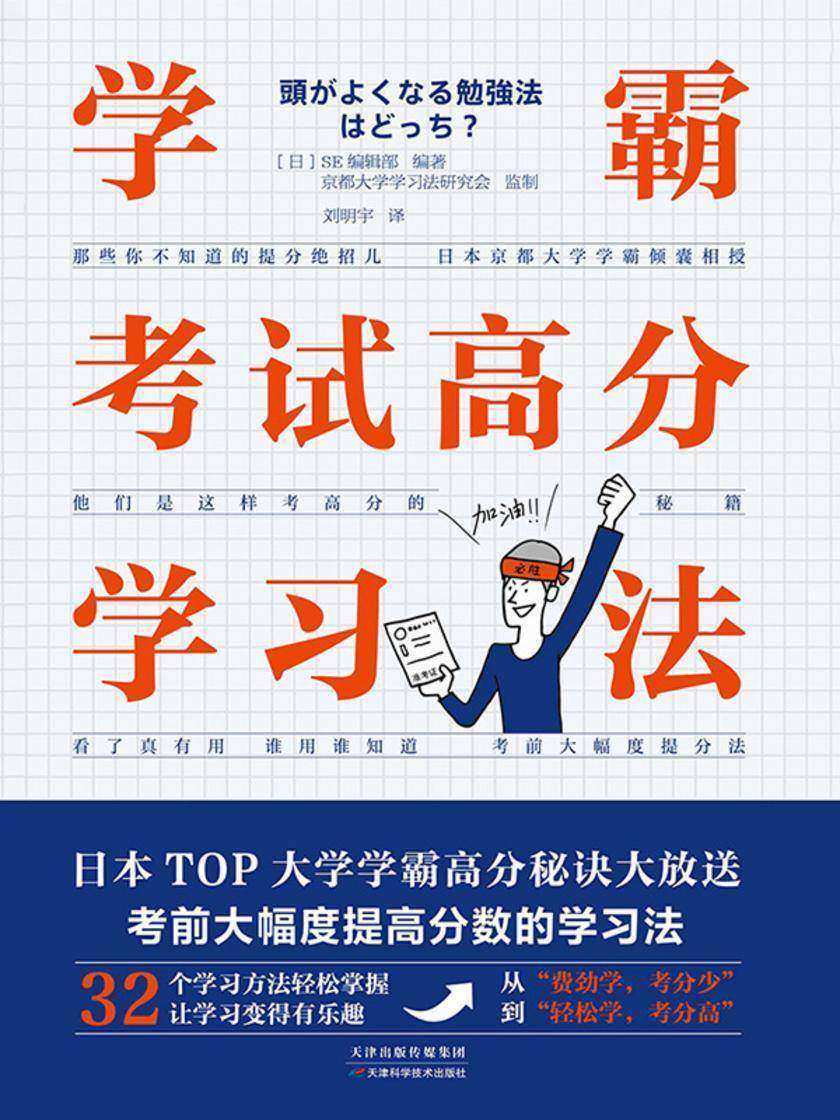 学霸
頭がよくなる勉強法
はどっち？
［日］SE 编辑部 编著
京都大学学习法研究会 监制
刘明宇 译
那些你不知道的提分绝招儿 日本京都大学学霸倾囊相授
考试高分
他们是这样考高分的 秘籍
加油!!
必胜
学习法
准考证
看了真有用 谁用谁知道 考前大幅度提分法
日本 TOP 大学学霸高分秘诀大放送
考前大幅度提高分数的学习法
32 个学习方法轻松掌握
让学习变得有乐趣
从“费劲学，考分少”
到“轻松学，考分高”
天津出版传媒集团
天津科学技术出版社